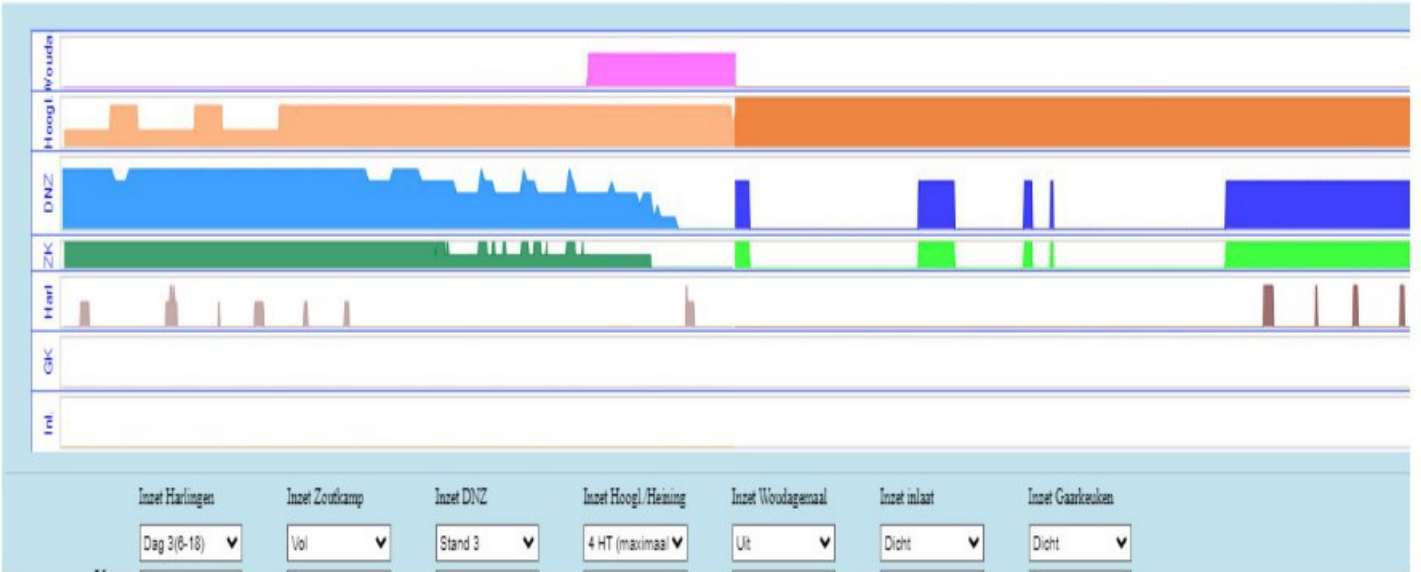 Wouda
Hoogl.
DNZ
ZK
Harl
GK
Inl.
Inzet Harlingen
Inzet Zoutkamp
Inzet DNZ
Inzet Hoogl./Heining
Inzet Woudagemaal
Inzet inlaat
Inzet Gaarkeuken
Dag 3(6-18)
Vol
Stand 3
4 HT (maximaal
Uit
Dicht
Dicht